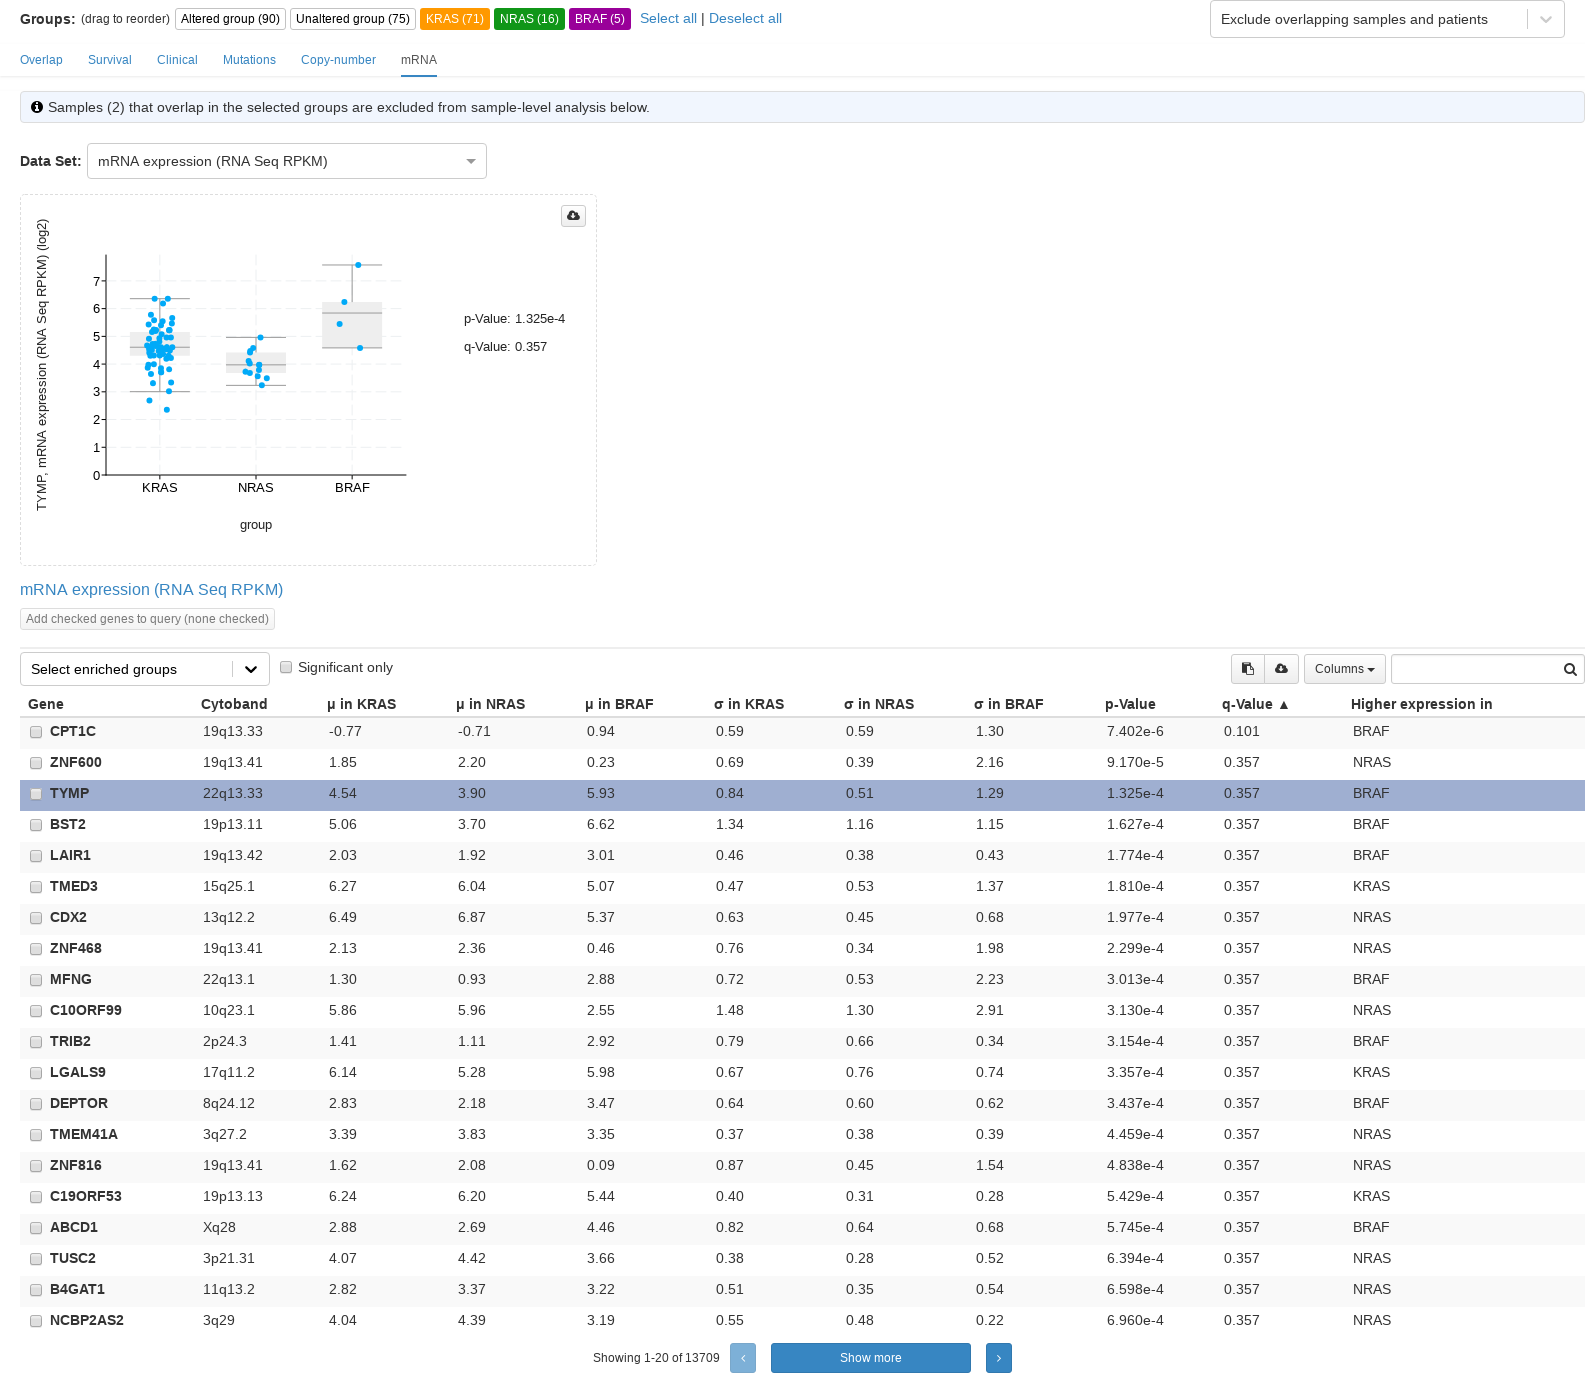 Groups: (drag to reorder) Altered group (90) Unaltered group (75) KRAS (71) NRAS (16) BRAF (5) Select all | Deselect all Exclude overlapping samples and patients
Overlap Survival Clinical Mutations Copy-number mRNA
Samples (2) that overlap in the selected groups are excluded from sample-level analysis below.
Data Set: mRNA expression (RNA Seq RPKM)
TYMP, mRNA expression (RNA Seq RPKM) (log2)
7
6
5
4
3
2
1
0
KRAS NRAS BRAF
group
p-Value: 1.325e-4
q-Value: 0.357
mRNA expression (RNA Seq RPKM)
Add checked genes to query (none checked)
Select enriched groups Significant only Columns
Gene Cytoband μ in KRAS μ in NRAS μ in BRAF σ in KRAS σ in NRAS σ in BRAF p-Value q-Value ▲ Higher expression in
CPT1C 19q13.33 -0.77 -0.71 0.94 0.59 0.59 1.30 7.402e-6 0.101 BRAF
ZNF600 19q13.41 1.85 2.20 0.23 0.69 0.39 2.16 9.170e-5 0.357 NRAS
TYMP 22q13.33 4.54 3.90 5.93 0.84 0.51 1.29 1.325e-4 0.357 BRAF
BST2 19p13.11 5.06 3.70 6.62 1.34 1.16 1.15 1.627e-4 0.357 BRAF
LAIR1 19q13.42 2.03 1.92 3.01 0.46 0.38 0.43 1.774e-4 0.357 BRAF
TMED3 15q25.1 6.27 6.04 5.07 0.47 0.53 1.37 1.810e-4 0.357 KRAS
CDX2 13q12.2 6.49 6.87 5.37 0.63 0.45 0.68 1.977e-4 0.357 NRAS
ZNF468 19q13.41 2.13 2.36 0.46 0.76 0.34 1.98 2.299e-4 0.357 NRAS
MFNG 22q13.1 1.30 0.93 2.88 0.72 0.53 2.23 3.013e-4 0.357 BRAF
C10ORF99 10q23.1 5.86 5.96 2.55 1.48 1.30 2.91 3.130e-4 0.357 NRAS
TRIB2 2p24.3 1.41 1.11 2.92 0.79 0.66 0.34 3.154e-4 0.357 BRAF
LGALS9 17q11.2 6.14 5.28 5.98 0.67 0.76 0.74 3.357e-4 0.357 KRAS
DEPTOR 8q24.12 2.83 2.18 3.47 0.64 0.60 0.62 3.437e-4 0.357 BRAF
TMEM41A 3q27.2 3.39 3.83 3.35 0.37 0.38 0.39 4.459e-4 0.357 NRAS
ZNF816 19q13.41 1.62 2.08 0.09 0.87 0.45 1.54 4.838e-4 0.357 NRAS
C19ORF53 19p13.13 6.24 6.20 5.44 0.40 0.31 0.28 5.429e-4 0.357 KRAS
ABCD1 Xq28 2.88 2.69 4.46 0.82 0.64 0.68 5.745e-4 0.357 BRAF
TUSC2 3p21.31 4.07 4.42 3.66 0.38 0.28 0.52 6.394e-4 0.357 NRAS
B4GAT1 11q13.2 2.82 3.37 3.22 0.51 0.35 0.54 6.598e-4 0.357 NRAS
NCBP2AS2 3q29 4.04 4.39 3.19 0.55 0.48 0.22 6.960e-4 0.357 NRAS
Showing 1-20 of 13709 ‹ Show more ›